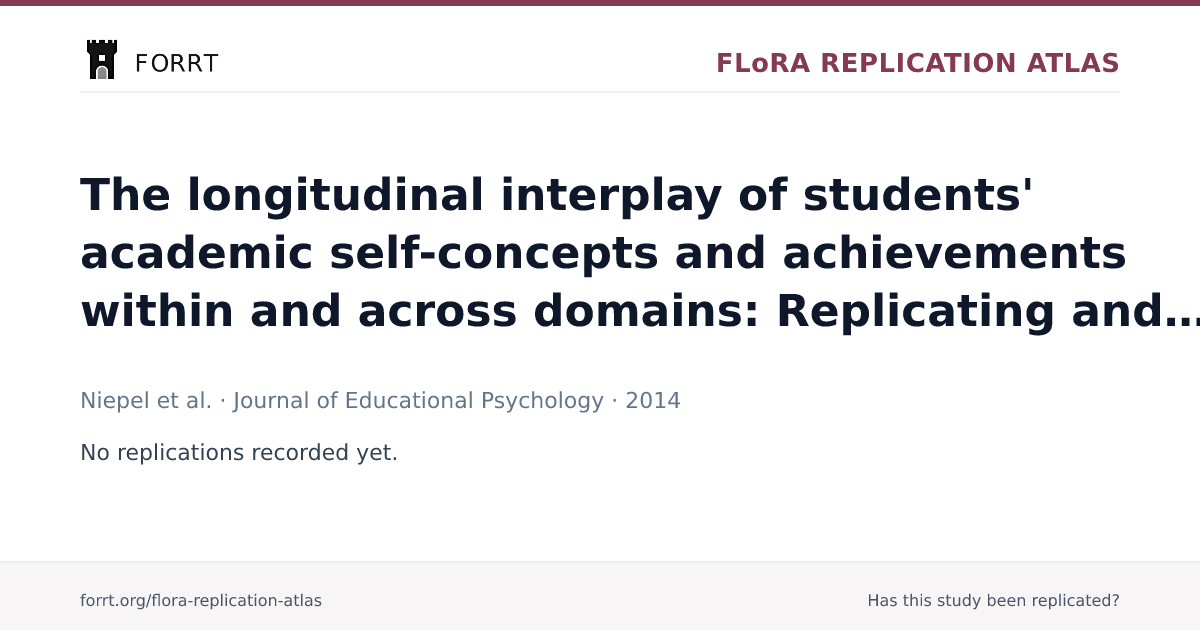 FORRT
FLoRA REPLICATION ATLAS
The longitudinal interplay of students'
academic self-concepts and achievements
within and across domains: Replicating and…
Niepel et al. · Journal of Educational Psychology · 2014
No replications recorded yet.
forrt.org/flora-replication-atlas
Has this study been replicated?